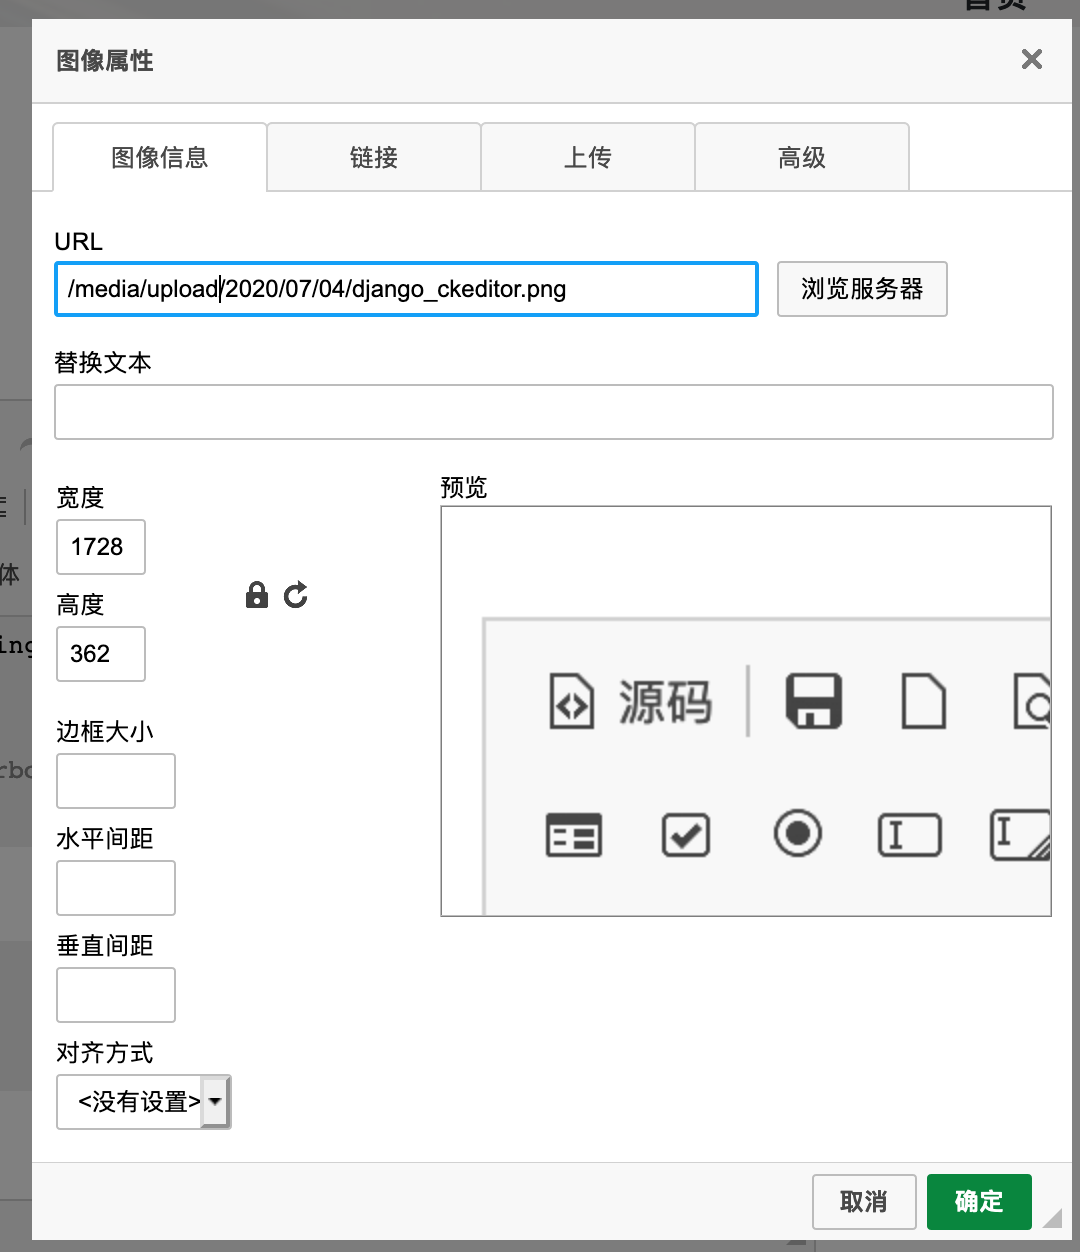 首页
图像属性
图像信息
链接
上传
高级
URL
/media/upload/2020/07/04/django_ckeditor.png
浏览服务器
替换文本
宽度
1728
高度
362
预览
源码
体
边框大小
水平间距
垂直间距
对齐方式
<没有设置>
取消
确定